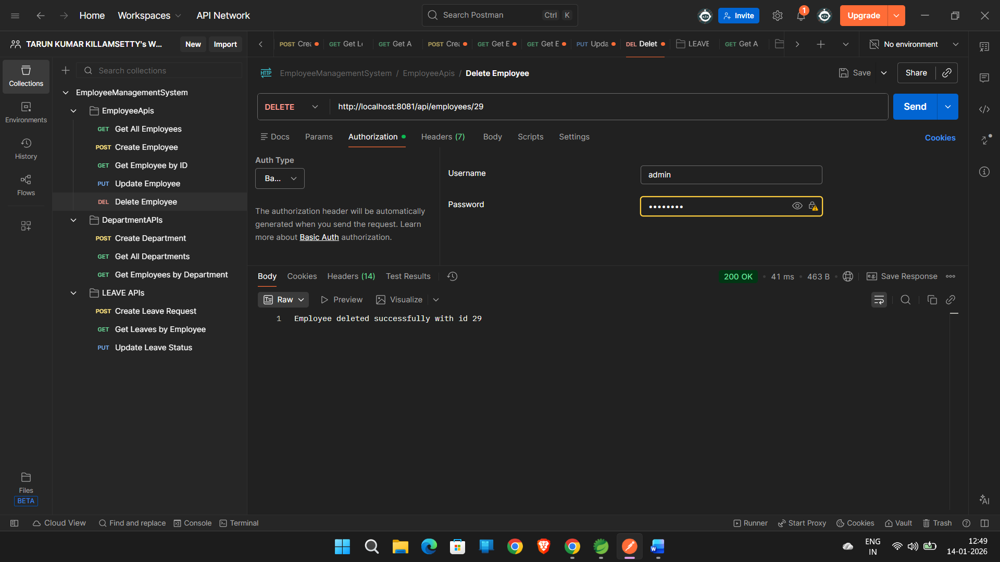 Home Workspaces API Network Search Postman Ctrl K Invite 1 Upgrade
TARUN KUMAR KILLAMSETTY's W... New Import
POST Crea GET Get Le GET Get A POST Crea GET Get E GET Get E PUT Upda DEL Delet LEAVE GET Get A No environment
Search collections
EmployeeManagementSystem / EmployeeApis / Delete Employee Save Share
Collections
Environments
History
Flows
Files
BETA
EmployeeManagementSystem
EmployeeApis
GET Get All Employees
POST Create Employee
GET Get Employee by ID
PUT Update Employee
DEL Delete Employee
DepartmentAPIs
POST Create Department
GET Get All Departments
GET Get Employees by Department
LEAVE APIs
POST Create Leave Request
GET Get Leaves by Employee
PUT Update Leave Status
DELETE http://localhost:8081/api/employees/29 Send
Docs Params Authorization Headers (7) Body Scripts Settings Cookies
Auth Type
Ba...
The authorization header will be automatically
generated when you send the request. Learn
more about Basic Auth authorization.
Username admin
Password ••••••••
Body Cookies Headers (14) Test Results 200 OK • 41 ms • 463 B e.g. Save Response
Raw Preview Visualize
1 Employee deleted successfully with id 29
Cloud View Find and replace Console Terminal Runner Start Proxy Cookies Vault Trash
AI
ENG
IN
12:49
14-01-2026